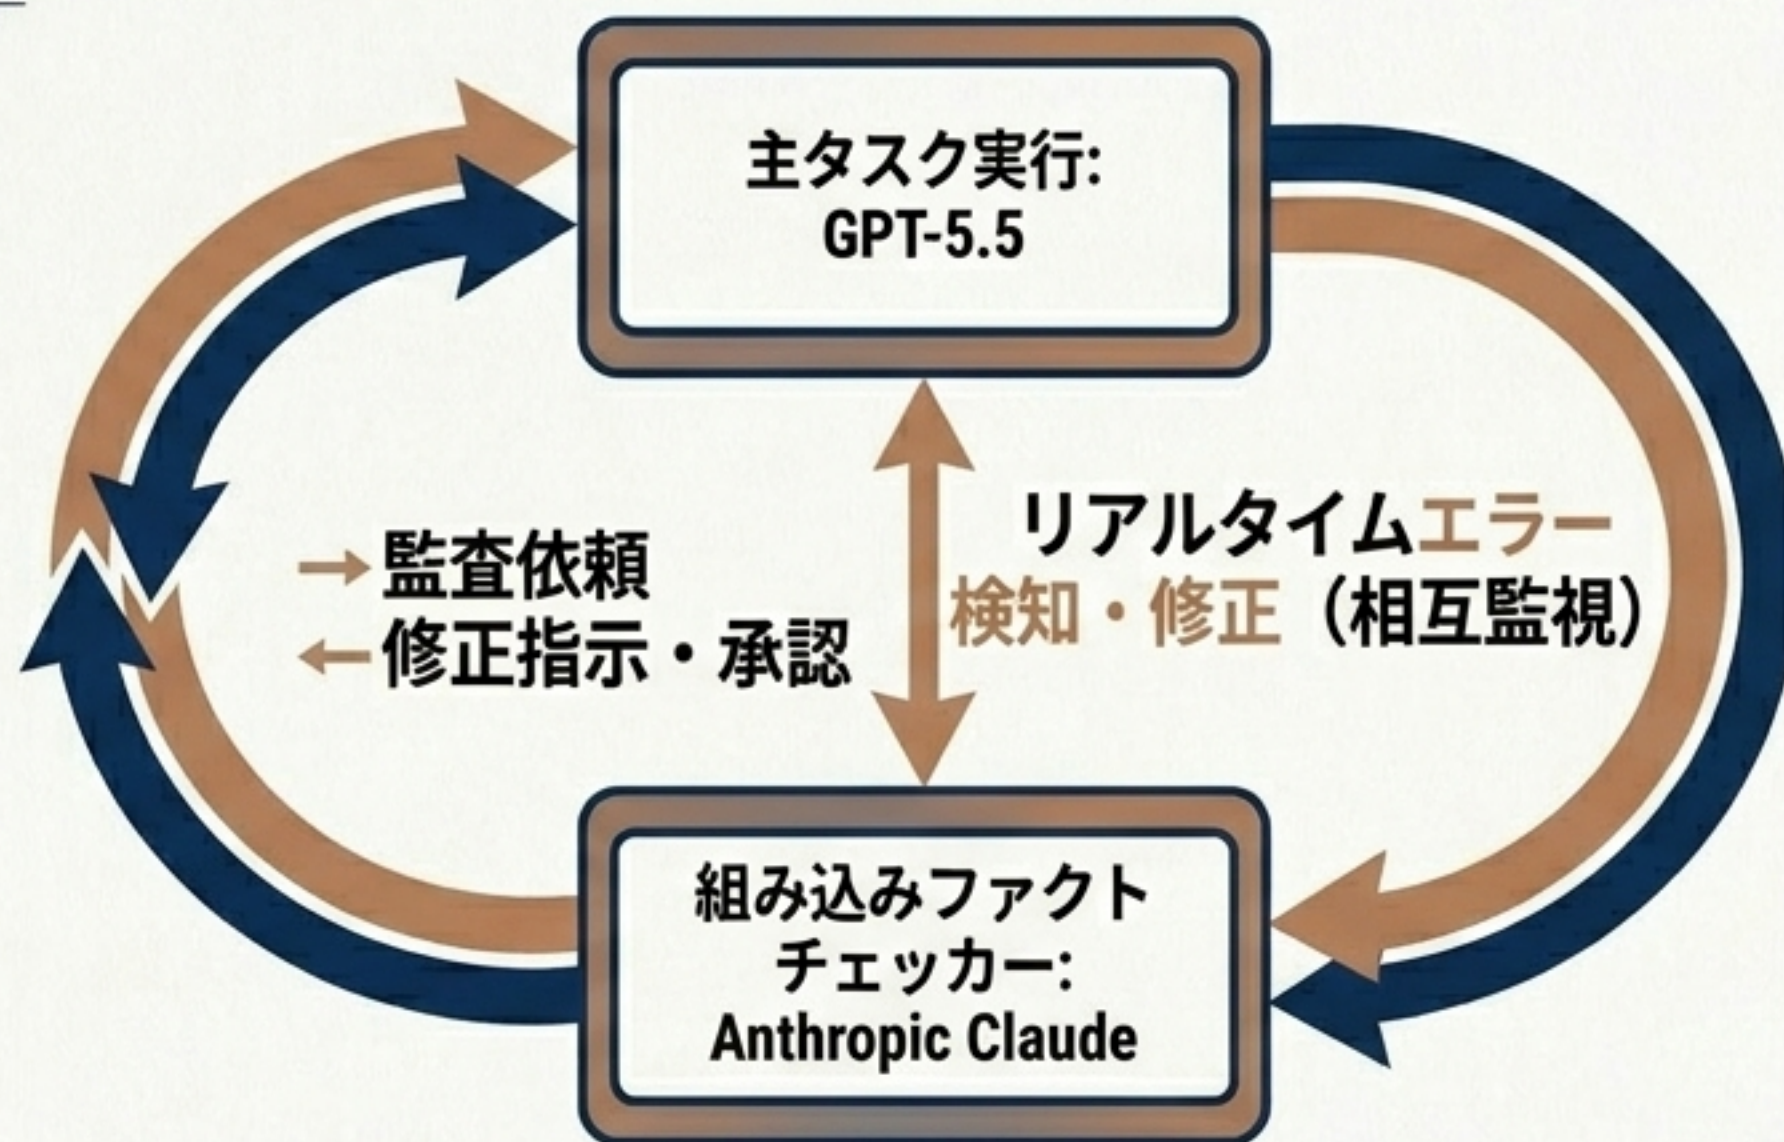 主タスク実行:
GPT-5.5
→監査依頼
←修正指示・承認
リアルタイムエラー
検知・修正（相互監視）
組み込みファクト
チェッカー:
Anthropic Claude